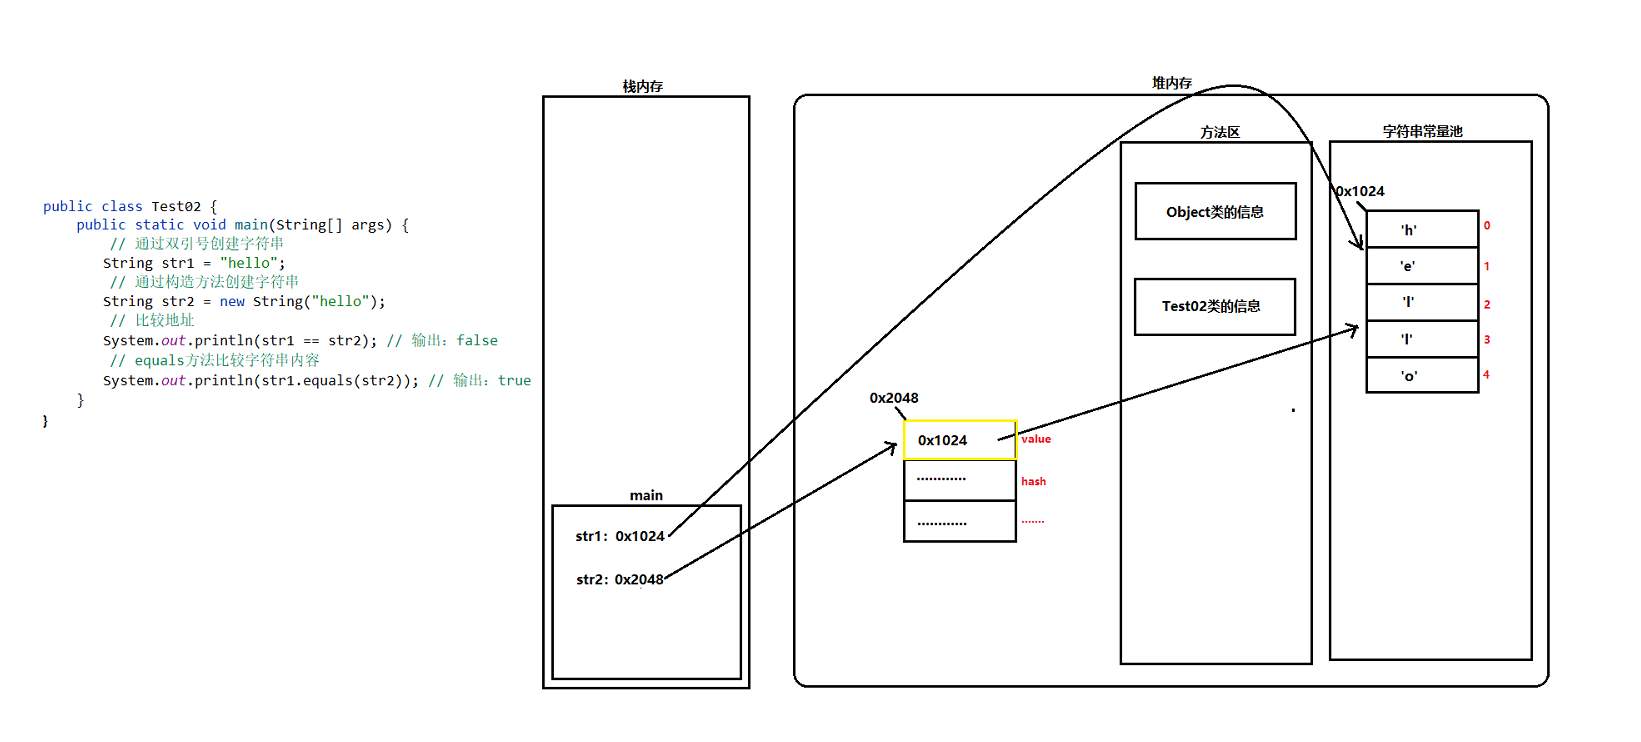 public class Test02 {
public static void main(String[] args) {
// 通过双引号创建字符串
String str1 = "hello";
// 通过构造方法创建字符串
String str2 = new String("hello");
// 比较地址
System.out.println(str1 == str2); // 输出：false
// equals方法比较字符串内容
System.out.println(str1.equals(str2)); // 输出：true
}
}
栈内存
main
str1：0x1024
str2：0x2048
堆内存
0x2048
0x1024 value
............ hash
............ .......
方法区
Object类的信息
Test02类的信息
字符串常量池
0x1024
'h' 0
'e' 1
'l' 2
'l' 3
'o' 4